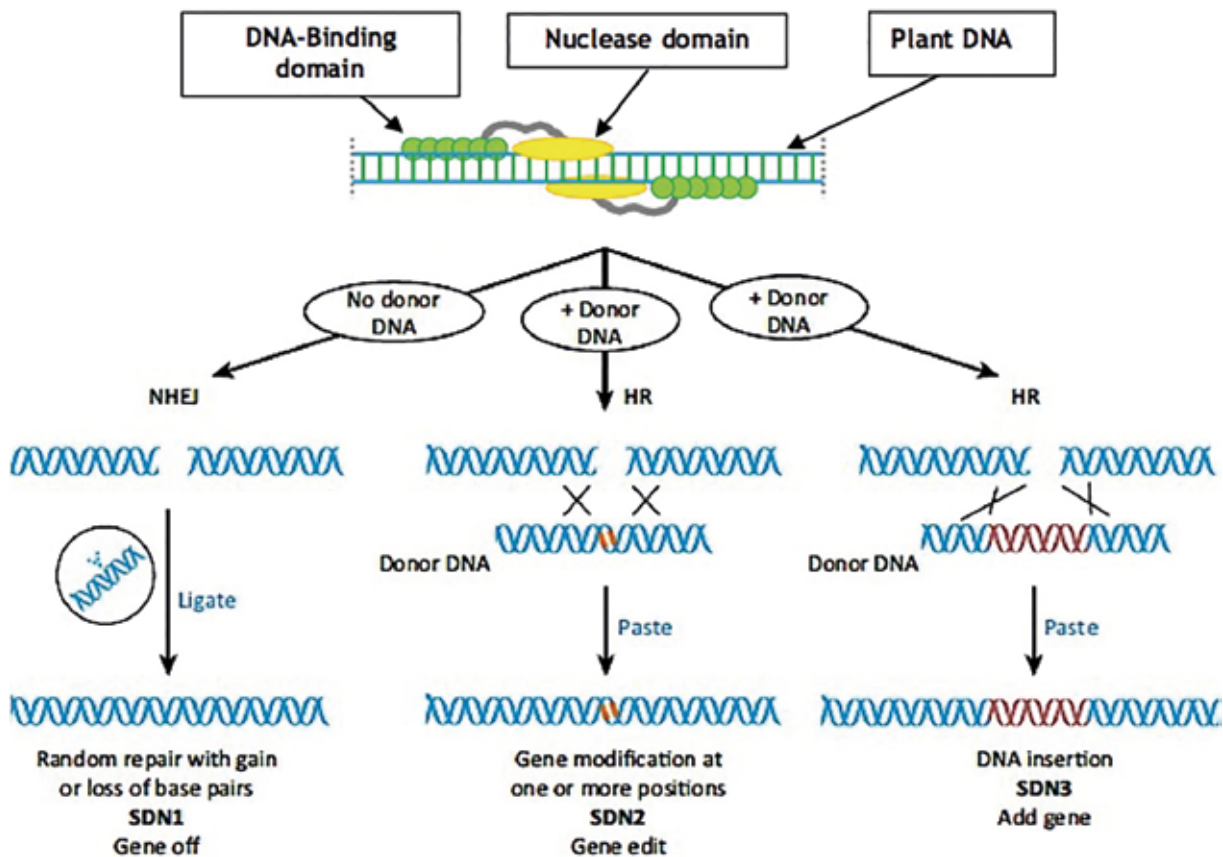 DNA-Binding
domain
Nuclease domain
Plant DNA
No donor
DNA
+ Donor
DNA
+ Donor
DNA
NHEJ
HR
HR
Donor DNA
Donor DNA
Ligate
Paste
Paste
Random repair with gain
or loss of base pairs
SDN1
Gene off
Gene modification at
one or more positions
SDN2
Gene edit
DNA insertion
SDN3
Add gene